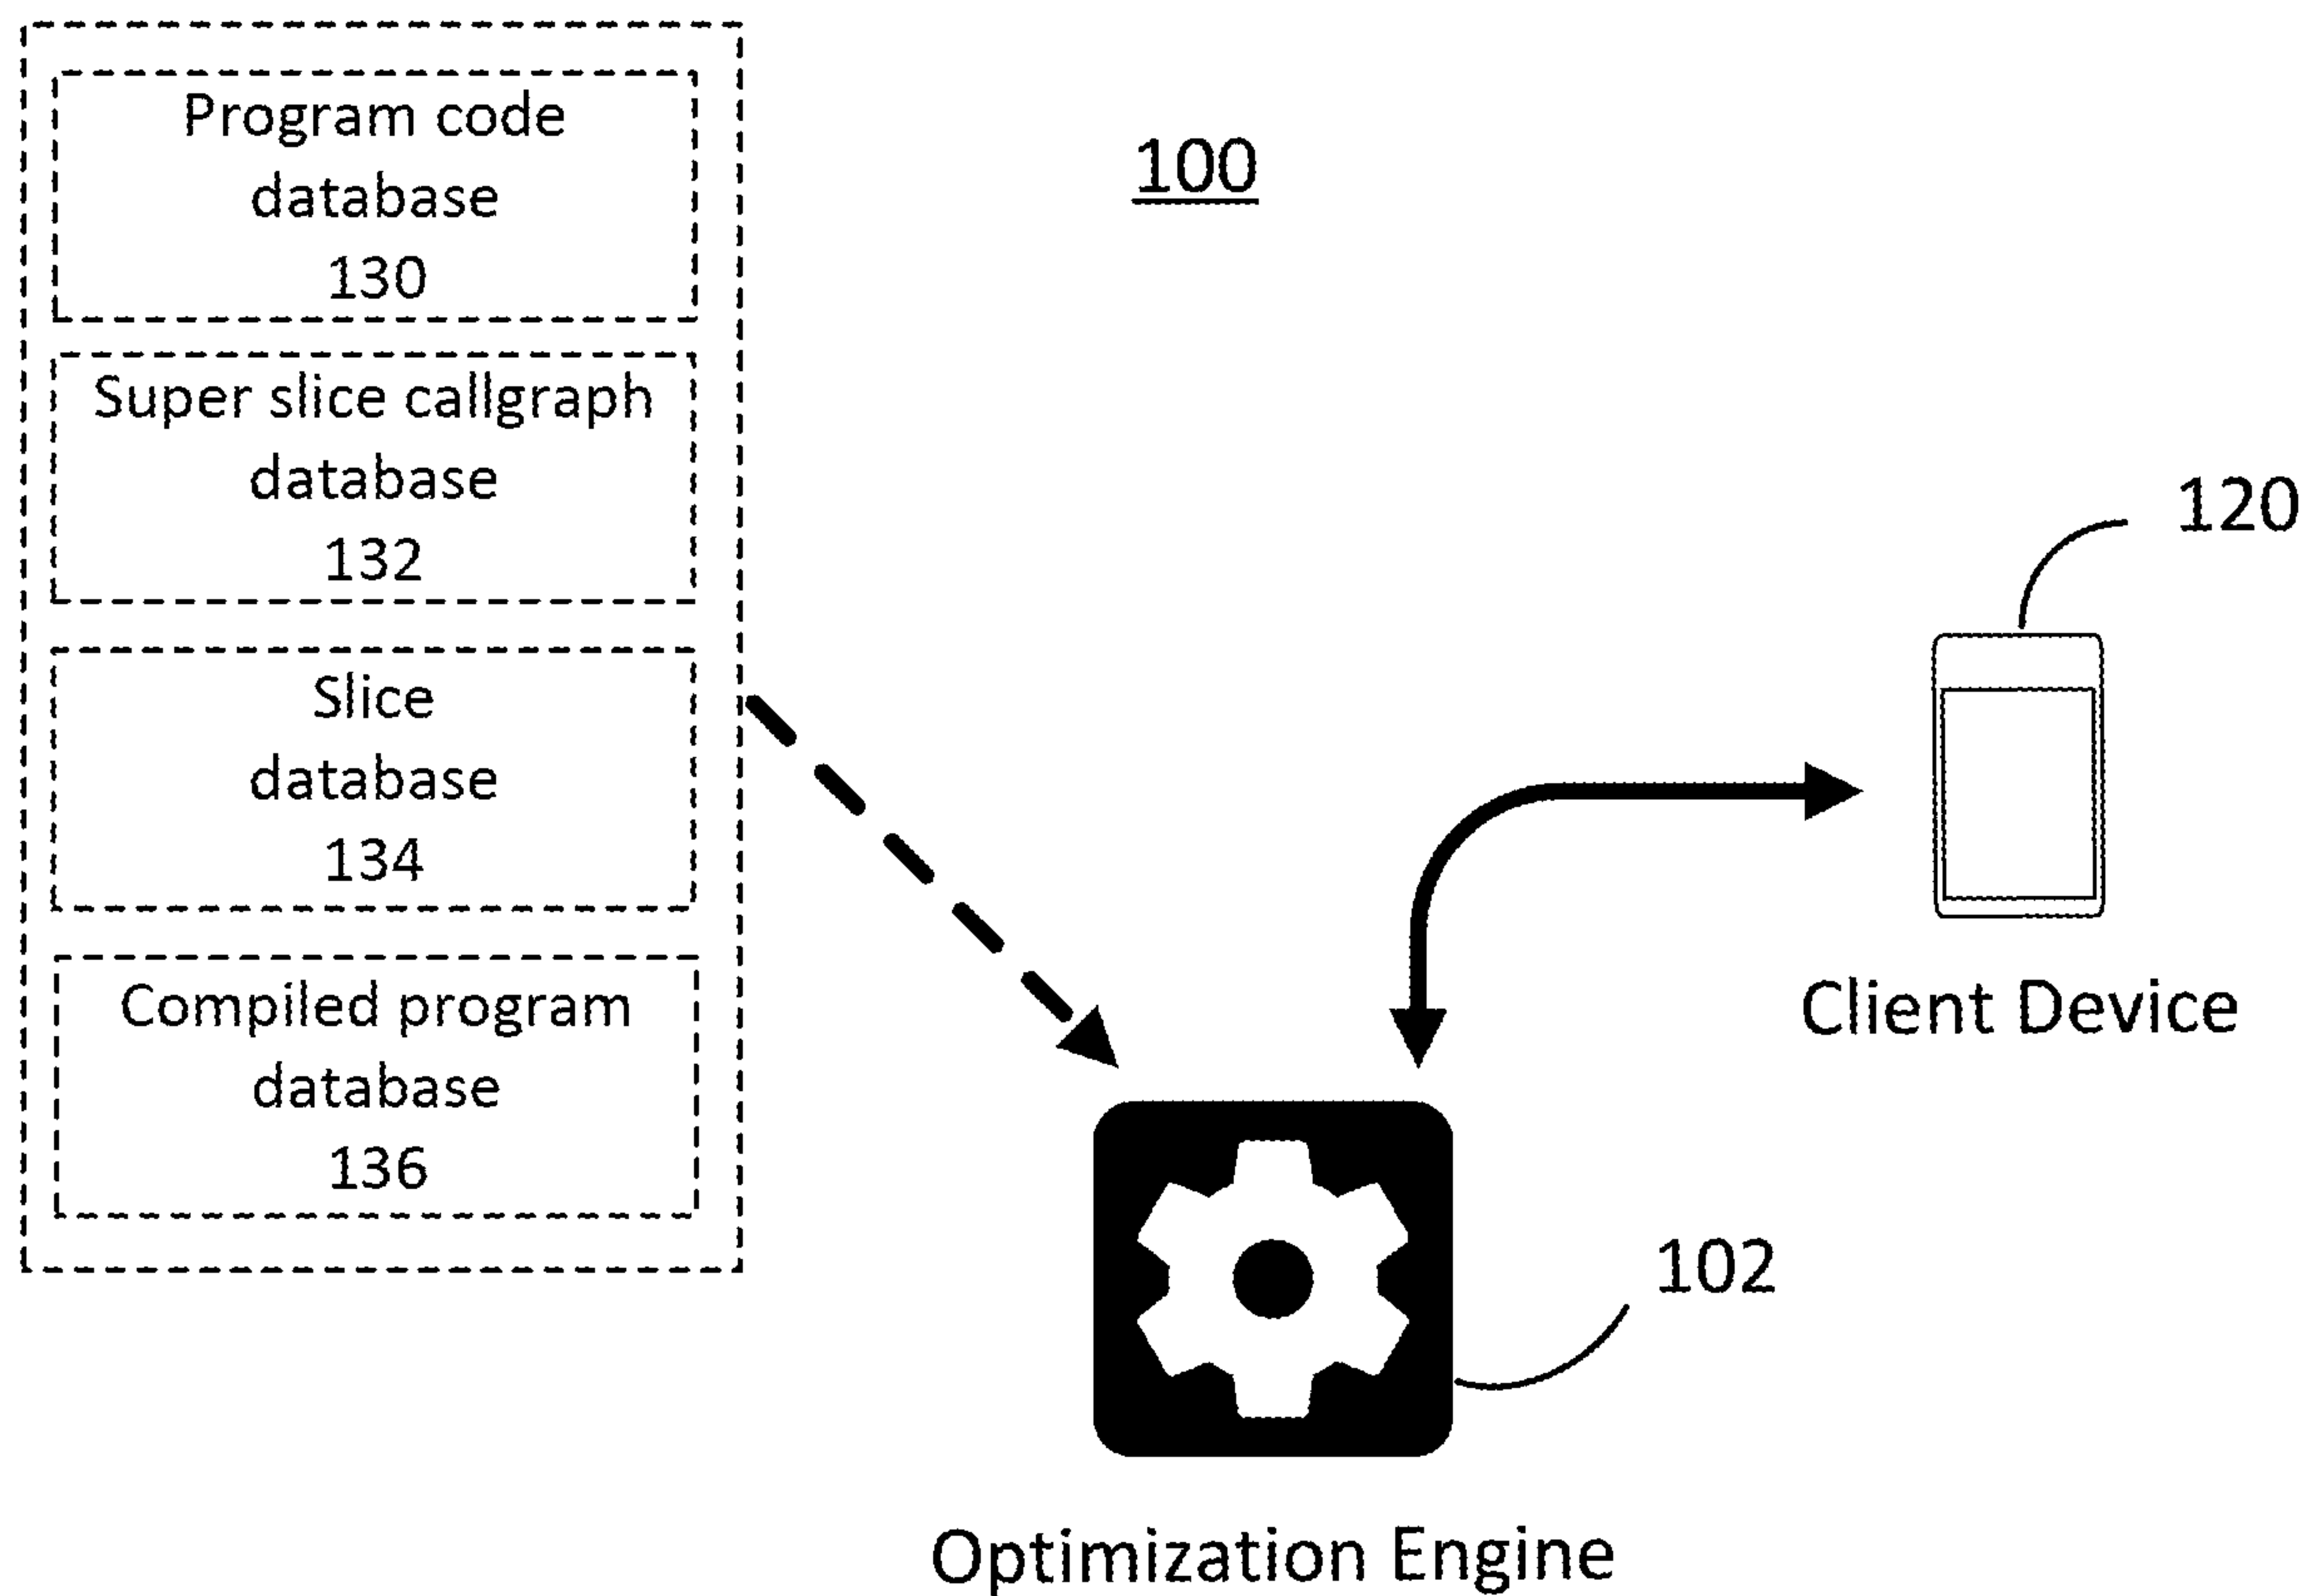 Program code
database
130
Super slice callgraph
database
132
Slice
database
134
Compiled program
database
136
100
120
Client Device
102
Optimization Engine